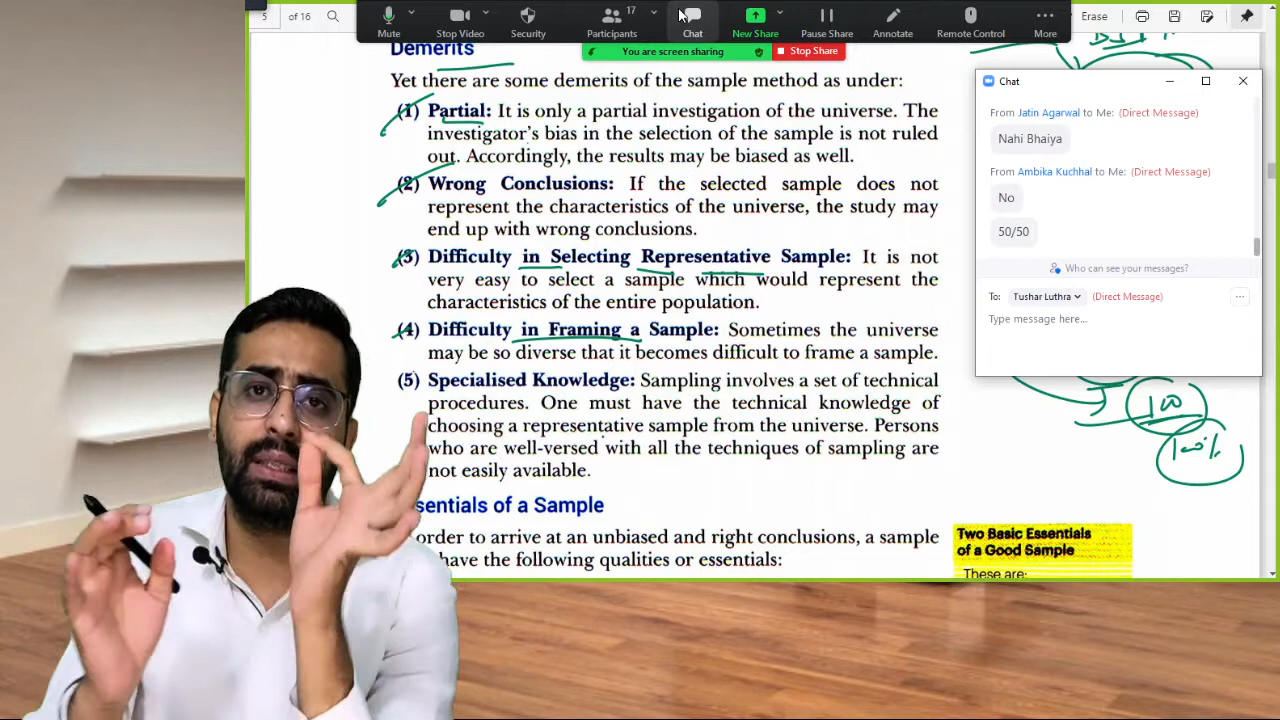 5 of 16
Mute
Stop Video
Security
Participants
17
Chat
New Share
Pause Share
Annotate
Remote Control
More
Erase
You are screen sharing
Stop Share
Demerits
Yet there are some demerits of the sample method as under:
(1) Partial: It is only a partial investigation of the universe. The
investigator's bias in the selection of the sample is not ruled
out. Accordingly, the results may be biased as well.
(2) Wrong Conclusions: If the selected sample does not
represent the characteristics of the universe, the study may
end up with wrong conclusions.
(3) Difficulty in Selecting Representative Sample: It is not
very easy to select a sample which would represent the
characteristics of the entire population.
(4) Difficulty in Framing a Sample: Sometimes the universe
may be so diverse that it becomes difficult to frame a sample.
(5) Specialised Knowledge: Sampling involves a set of technical
procedures. One must have the technical knowledge of
choosing a representative sample from the universe. Persons
who are well-versed with all the techniques of sampling are
not easily available.
sentials of a Sample
order to arrive at an unbiased and right conclusions, a sample
have the following qualities or essentials:
Two Basic Essentials
of a Good Sample
These are:
Chat
From Jatin Agarwal to Me: (Direct Message)
Nahi Bhaiya
From Ambika Kuchhal to Me: (Direct Message)
No
50/50
Who can see your messages?
To: Tushar Luthra (Direct Message)
Type message here...
100
100%